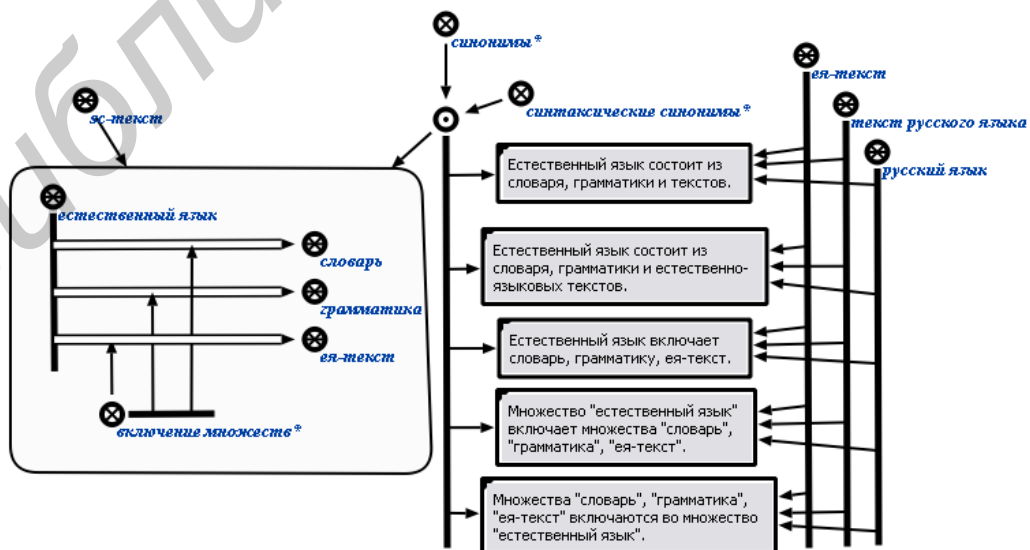 синонимы*
синтаксические синонимы*
ея-текст
текст русского языка
русский язык
эс-текст
естественный язык
словарь
грамматика
ея-текст
включение множеств*
Естественный язык состоит из
словаря, грамматики и текстов.
Естественный язык состоит из
словаря, грамматики и естественно-
языковых текстов.
Естественный язык включает
словарь, грамматику, ея-текст.
Множество "естественный язык"
включает множества "словарь",
"грамматика", "ея-текст".
Множества "словарь", "грамматика",
"ея-текст" включаются во множество
"естественный язык".